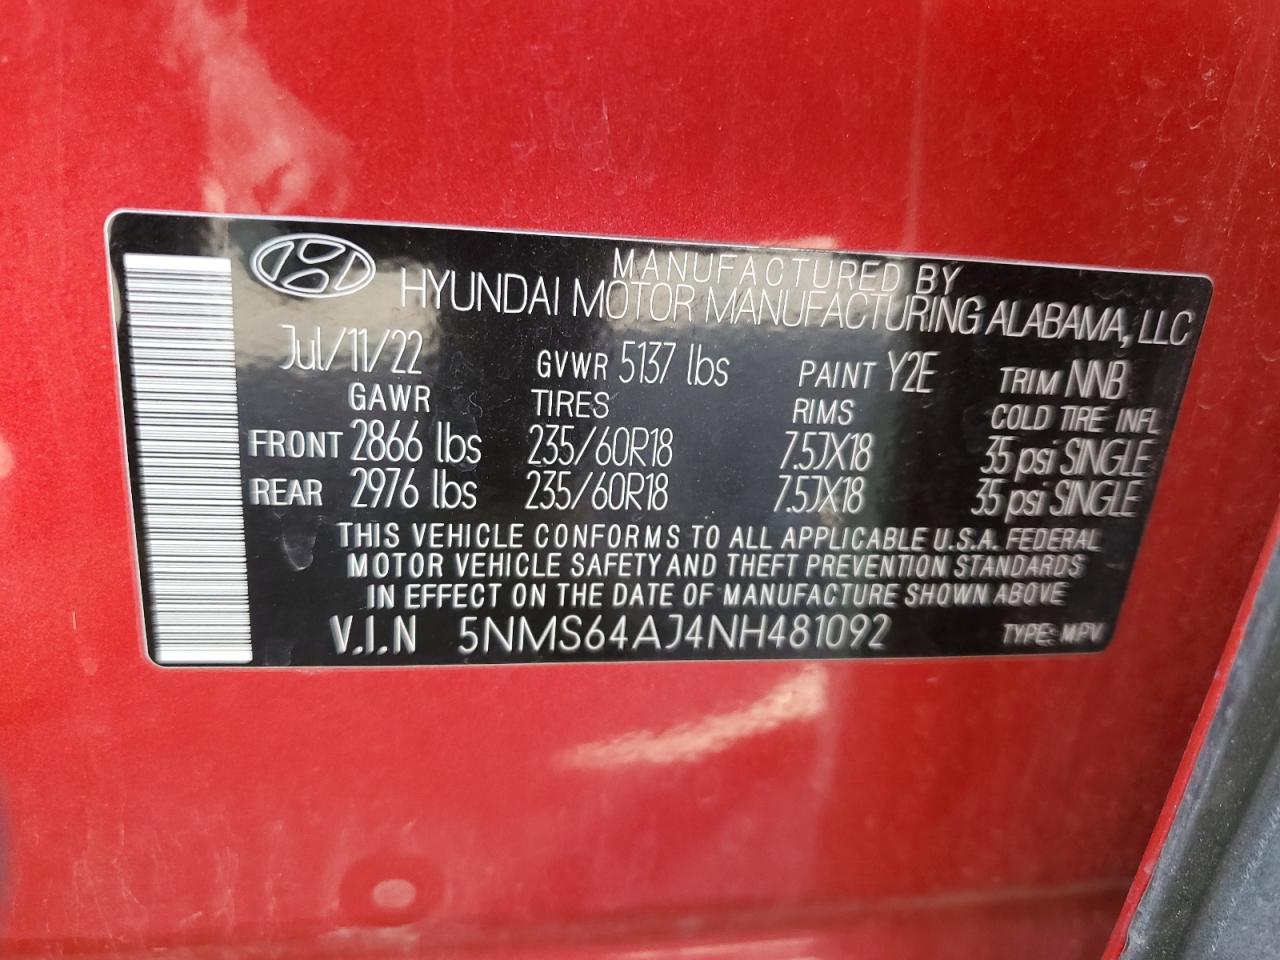 MANUFACTURED BY
HYUNDAI MOTOR MANUFACTURING ALABAMA, LLC
Jul/11/22 GVWR 5137 lbs PAINT Y2E TRIM NNB
GAWR TIRES RIMS COLD TIRE INFL
FRONT 2866 lbs 235/60R18 7.5JX18 35 psi SINGLE
REAR 2976 lbs 235/60R18 7.5JX18 35 psi SINGLE
THIS VEHICLE CONFORMS TO ALL APPLICABLE U.S.A. FEDERAL
MOTOR VEHICLE SAFETY AND THEFT PREVENTION STANDARDS
IN EFFECT ON THE DATE OF MANUFACTURE SHOWN ABOVE
V.I.N 5NMS64AJ4NH481092 TYPE: M.PV